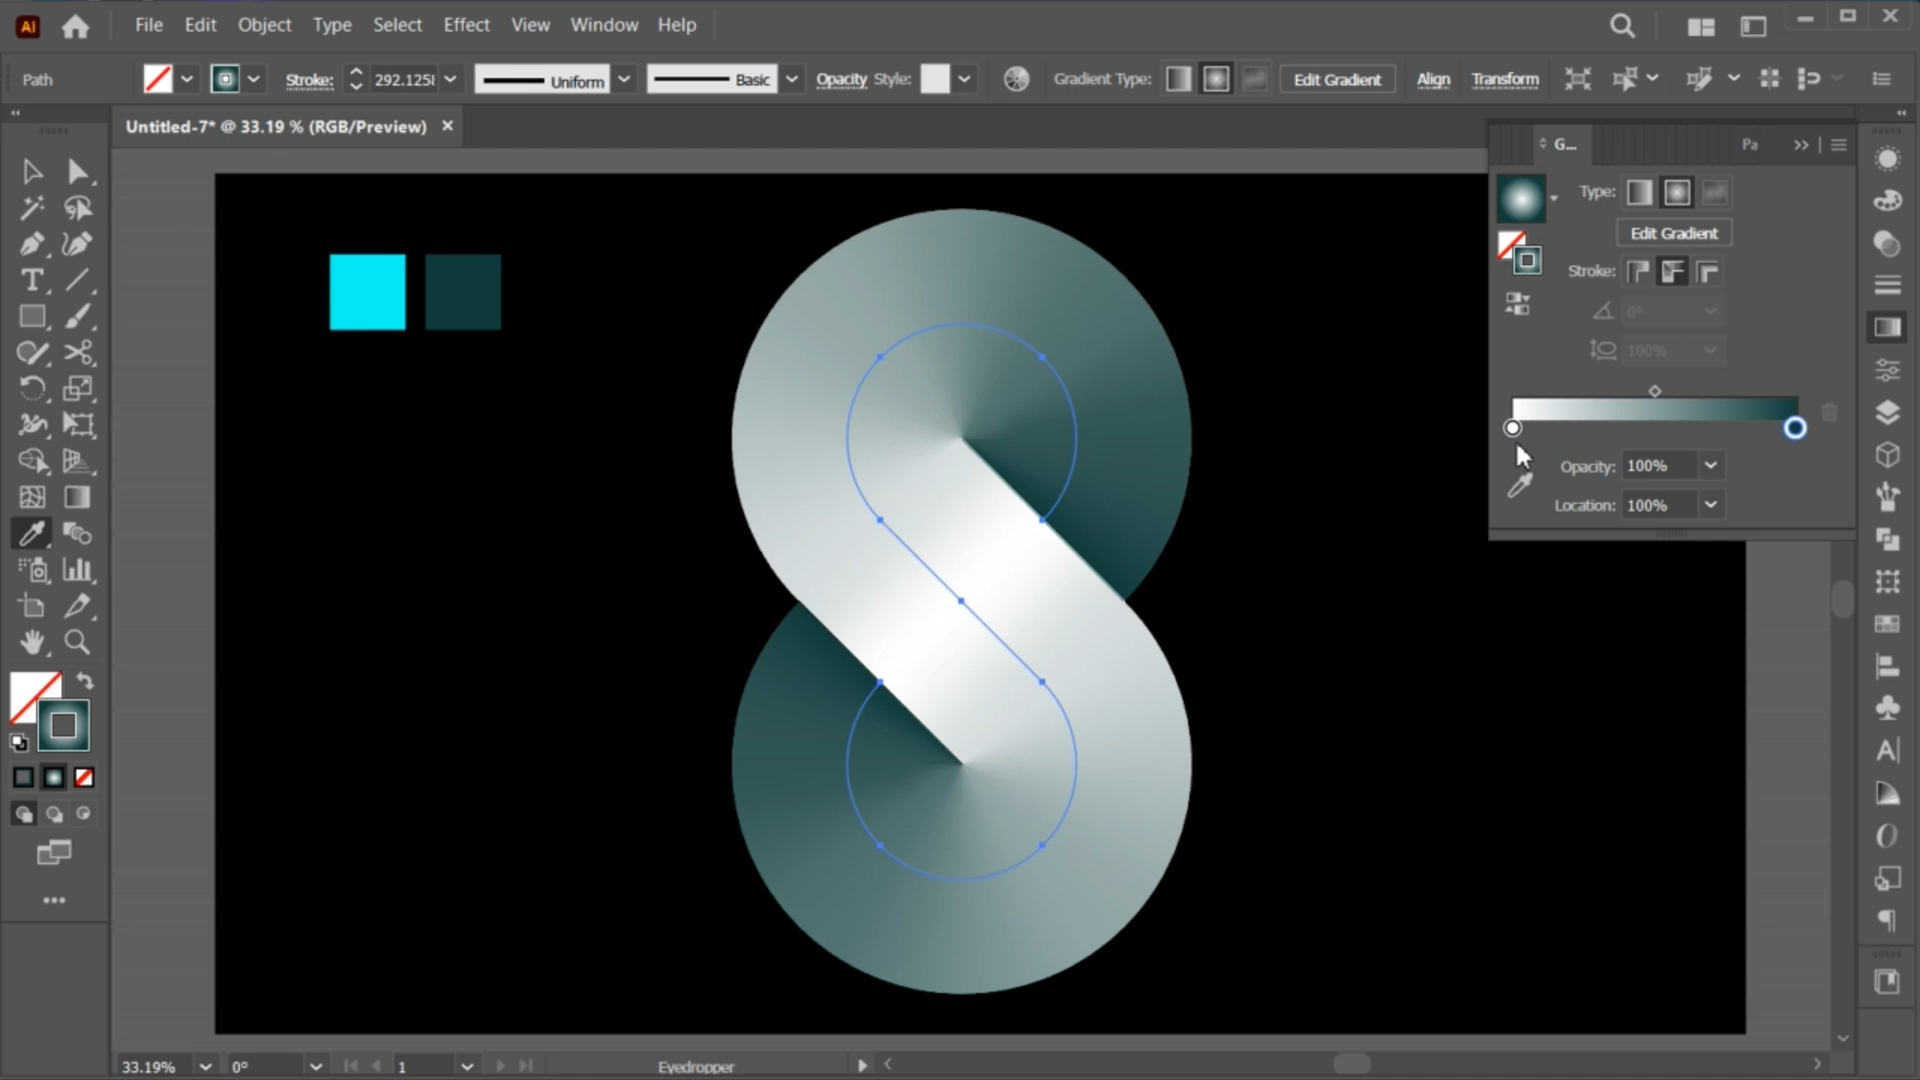 Ai File Edit Object Type Select Effect View Window Help
Path Stroke: 292.125 Uniform Basic Opacity Style: Gradient Type: Edit Gradient Align Transform
Untitled-7* @ 33.19 % (RGB/Preview) ×
G... Pa
Type:
Edit Gradient
Stroke:
0°
100%
Opacity: 100%
Location: 100%
33.19% 0° 1 Eyedropper